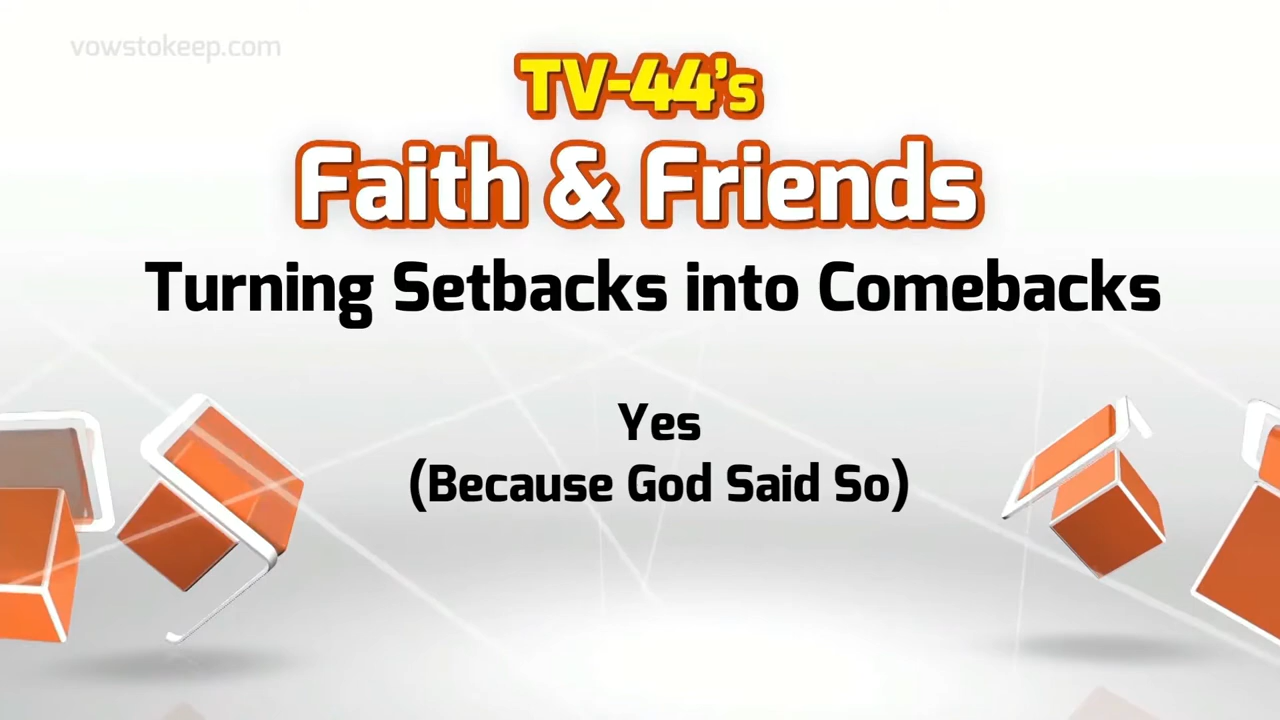 vowstokeep.com
TV-44's
Faith & Friends
Turning Setbacks into Comebacks
Yes
(Because God Said So)